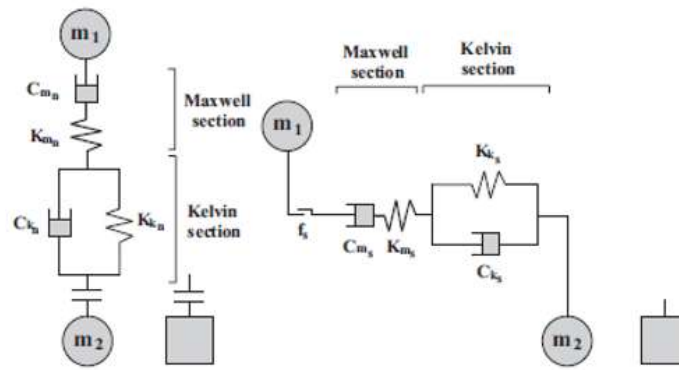 m₁
Cmₙ
Kmₙ
Maxwell
section
Ckₙ
Kkₙ
Kelvin
section
m₂
Maxwell
section
Kelvin
section
m₁
fₛ
Cmₛ
Kmₛ
Kkₛ
Ckₛ
m₂